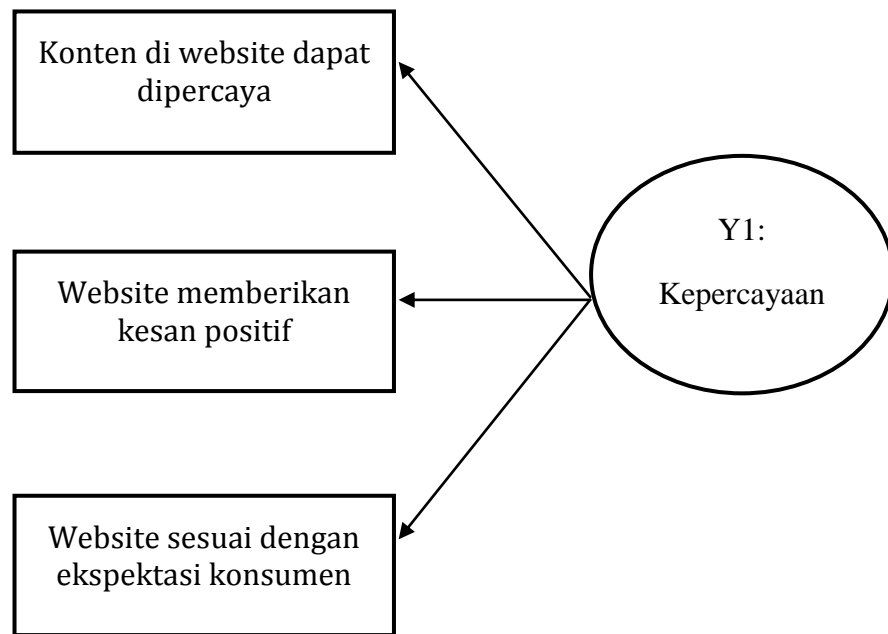 Konten di website dapat
dipercaya
Website memberikan
kesan positif
Website sesuai dengan
ekspektasi konsumen
Y1:
Kepercayaan